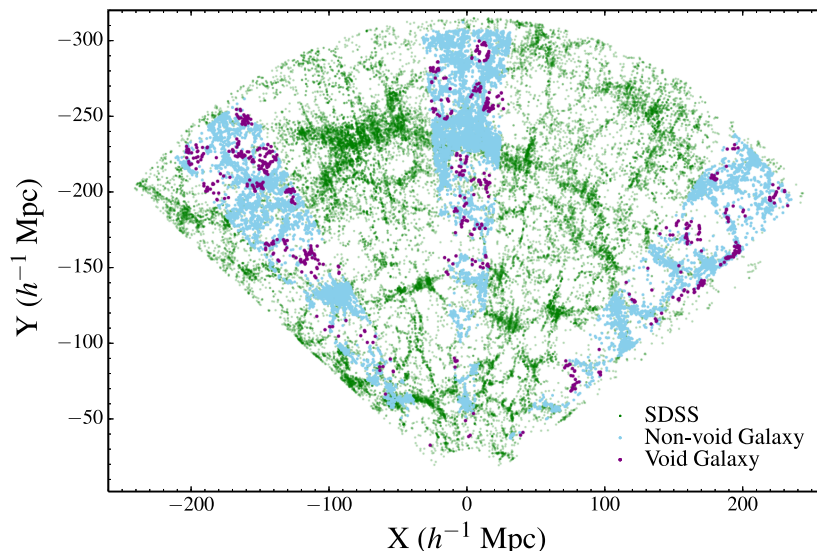 −300
−250
−200
−150
−100
−50
Y (h⁻¹ Mpc)
SDSS
Non-void Galaxy
Void Galaxy
−200
−100
0
100
200
X (h⁻¹ Mpc)